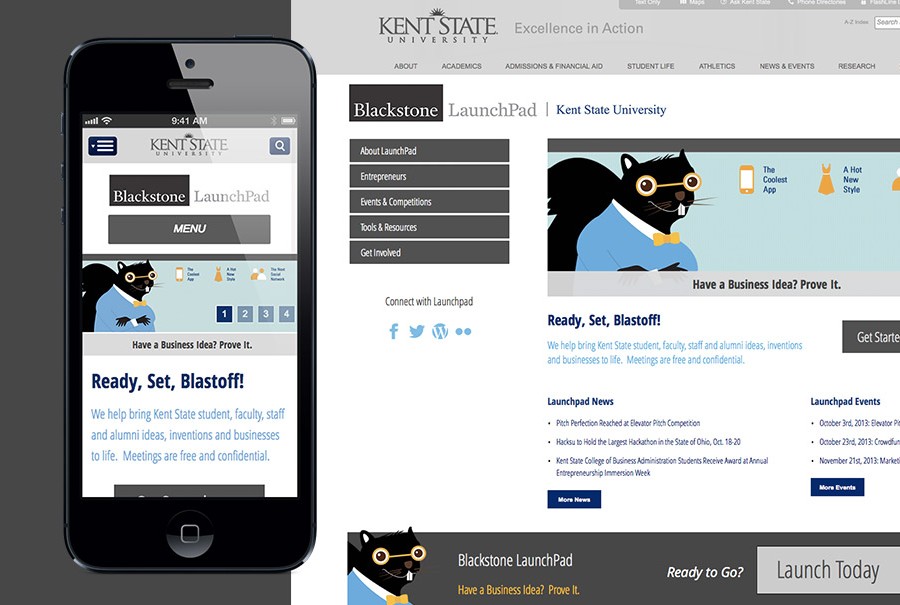 9:41 AM
KENT STATE
UNIVERSITY
Blackstone LaunchPad
MENU
The Coolest App
A Hot New Style
The Next Social Network
1 2 3 4
Have a Business Idea? Prove It.
Ready, Set, Blastoff!
We help bring Kent State student, faculty, staff
and alumni ideas, inventions and businesses
to life. Meetings are free and confidential.
Text Only Maps Ask Kent State Phone Directories FlashLine
KENT STATE
UNIVERSITY
Excellence in Action
A-Z Index Search
ABOUT ACADEMICS ADMISSIONS & FINANCIAL AID STUDENT LIFE ATHLETICS NEWS & EVENTS RESEARCH
Blackstone LaunchPad | Kent State University
About LaunchPad
Entrepreneurs
Events & Competitions
Tools & Resources
Get Involved
Connect with Launchpad
The
Coolest
App
A Hot
New
Style
Have a Business Idea? Prove It.
Ready, Set, Blastoff!
We help bring Kent State student, faculty, staff and alumni ideas, inventions
and businesses to life. Meetings are free and confidential.
Get Starte
Launchpad News
• Pitch Perfection Reached at Elevator Pitch Competition
• Hacksu to Hold the Largest Hackathon in the State of Ohio, Oct. 18-20
• Kent State College of Business Administration Students Receive Award at Annual
Entrepreneurship Immersion Week
More News
Launchpad Events
• October 3rd, 2013: Elevator Pi
• October 23rd, 2013: Crowdfun
• November 21st, 2013: Marketi
More Events
Blackstone LaunchPad
Have a Business Idea? Prove It.
Ready to Go?
Launch Today